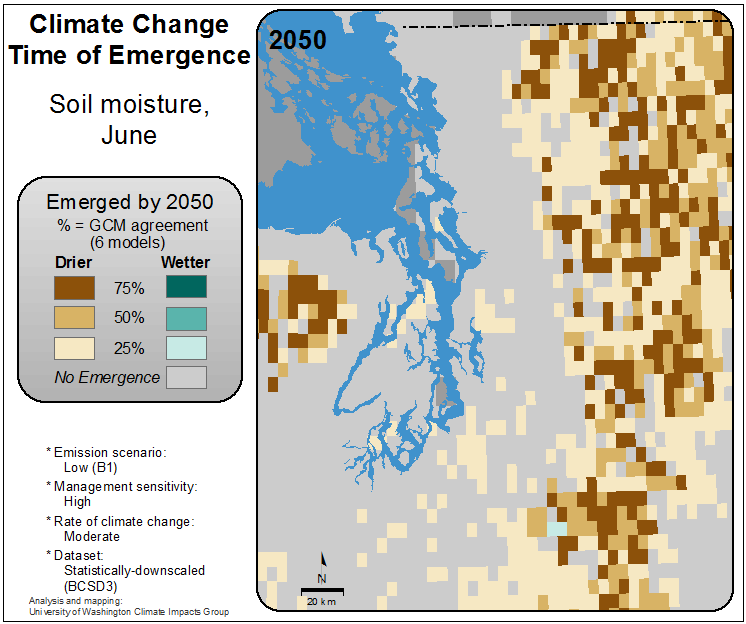 Climate Change
Time of Emergence
Soil moisture,
June
Emerged by 2050
% = GCM agreement
(6 models)
Drier Wetter
75%
50%
25%
No Emergence
* Emission scenario:
Low (B1)
* Management sensitivity:
High
* Rate of climate change:
Moderate
* Dataset:
Statistically-downscaled
(BCSD3)
Analysis and mapping:
University of Washington Climate Impacts Group
2050
N
20 km